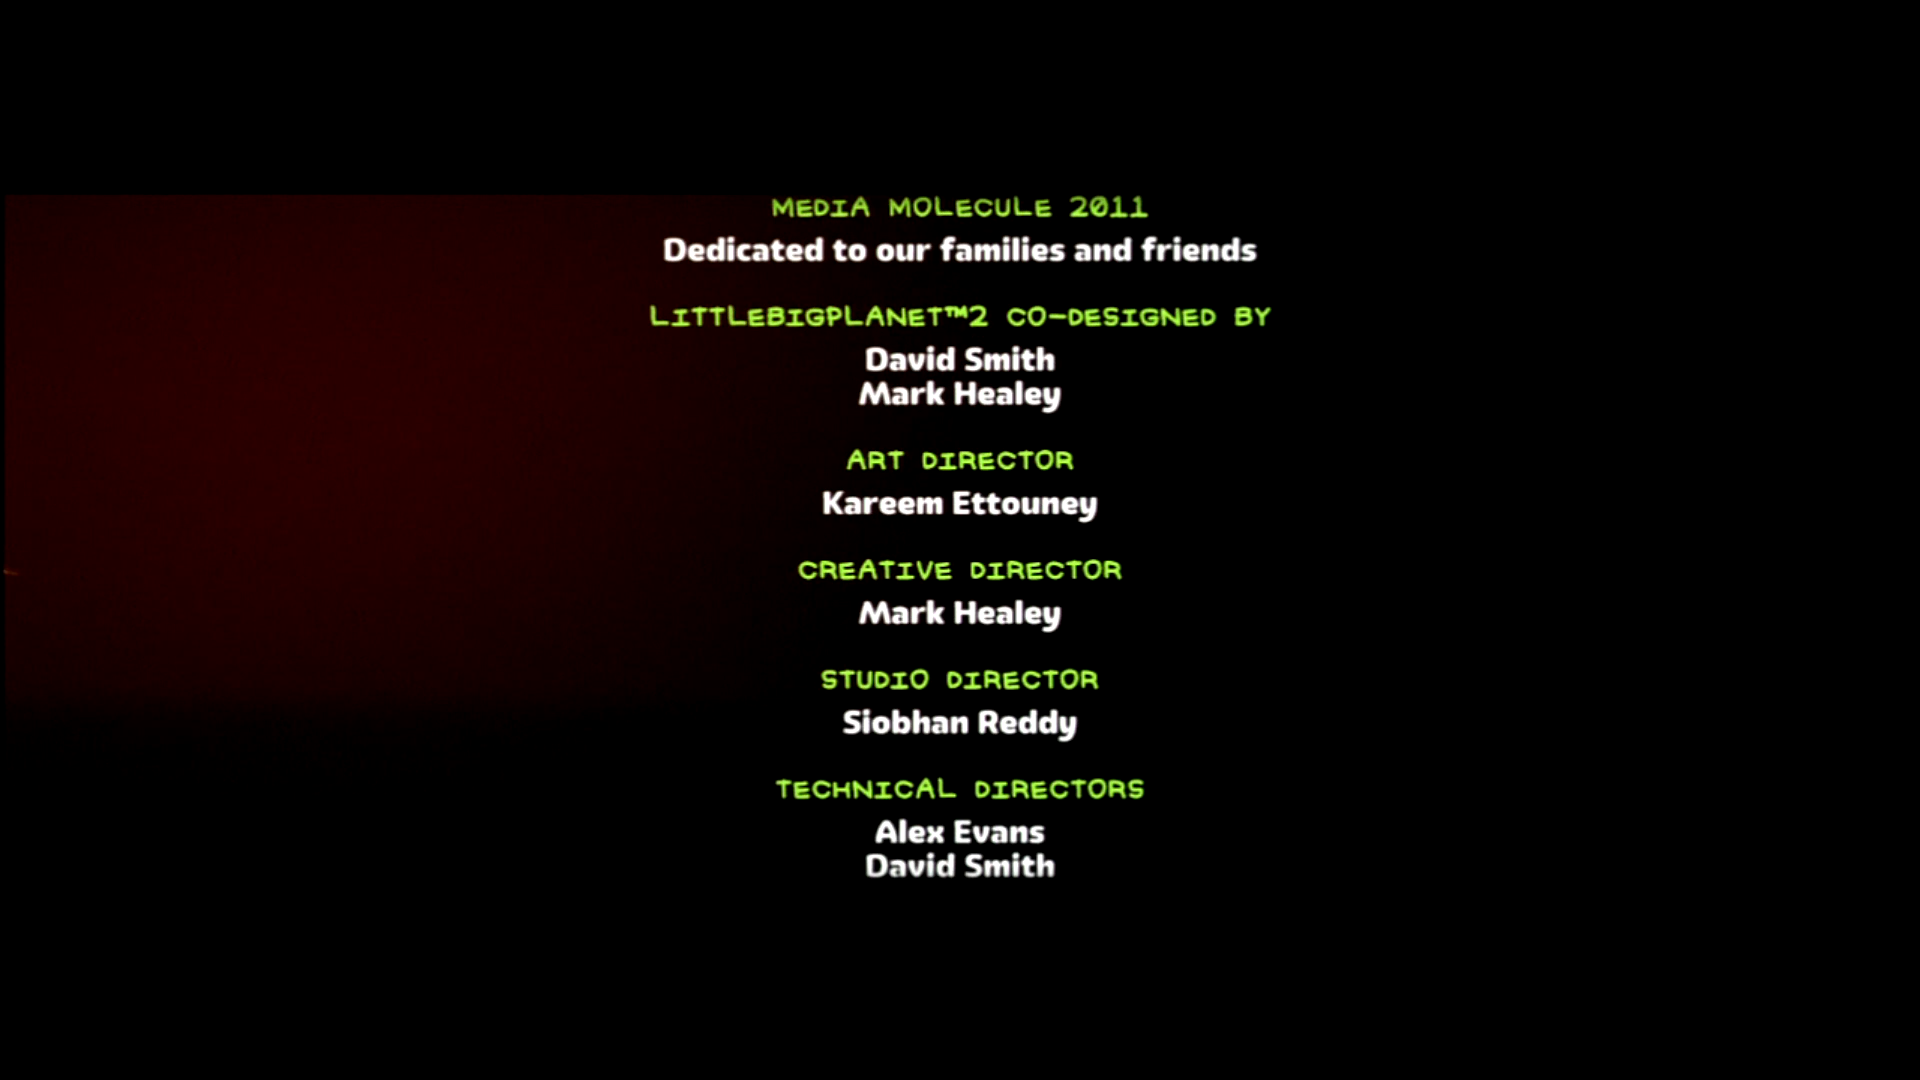 MEDIA MOLECULE 2011
Dedicated to our families and friends
LITTLEBIGPLANET™2 CO-DESIGNED BY
David Smith
Mark Healey
ART DIRECTOR
Kareem Ettouney
CREATIVE DIRECTOR
Mark Healey
STUDIO DIRECTOR
Siobhan Reddy
TECHNICAL DIRECTORS
Alex Evans
David Smith